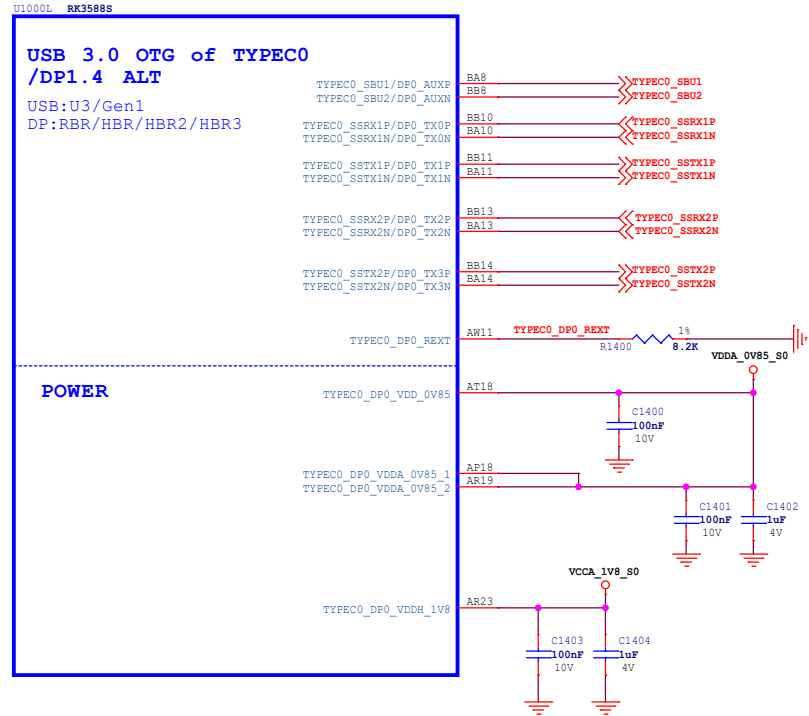 U1000L RK3588S
USB 3.0 OTG of TYPEC0
/DP1.4 ALT
USB:U3/Gen1
DP:RBR/HBR/HBR2/HBR3
TYPEC0_SBU1/DP0_AUXP BA8 TYPEC0_SBU1
TYPEC0_SBU2/DP0_AUXN BB8 TYPEC0_SBU2
TYPEC0_SSRX1P/DP0_TX0P BB10 TYPEC0_SSRX1P
TYPEC0_SSRX1N/DP0_TX0N BA10 TYPEC0_SSRX1N
TYPEC0_SSTX1P/DP0_TX1P BB11 TYPEC0_SSTX1P
TYPEC0_SSTX1N/DP0_TX1N BA11 TYPEC0_SSTX1N
TYPEC0_SSRX2P/DP0_TX2P BB13 TYPEC0_SSRX2P
TYPEC0_SSRX2N/DP0_TX2N BA13 TYPEC0_SSRX2N
TYPEC0_SSTX2P/DP0_TX3P BB14 TYPEC0_SSTX2P
TYPEC0_SSTX2N/DP0_TX3N BA14 TYPEC0_SSTX2N
TYPEC0_DP0_REXT AW11 TYPEC0_DP0_REXT 1%
R1400 8.2K
VDDA_0V85_S0
POWER
TYPEC0_DP0_VDD_0V85 AT18
C1400
100nF
10V
TYPEC0_DP0_VDDA_0V85_1 AP18
TYPEC0_DP0_VDDA_0V85_2 AR19
C1401 C1402
100nF 1uF
10V 4V
VCCA_1V8_S0
TYPEC0_DP0_VDDH_1V8 AR23
C1403 C1404
100nF 1uF
10V 4V